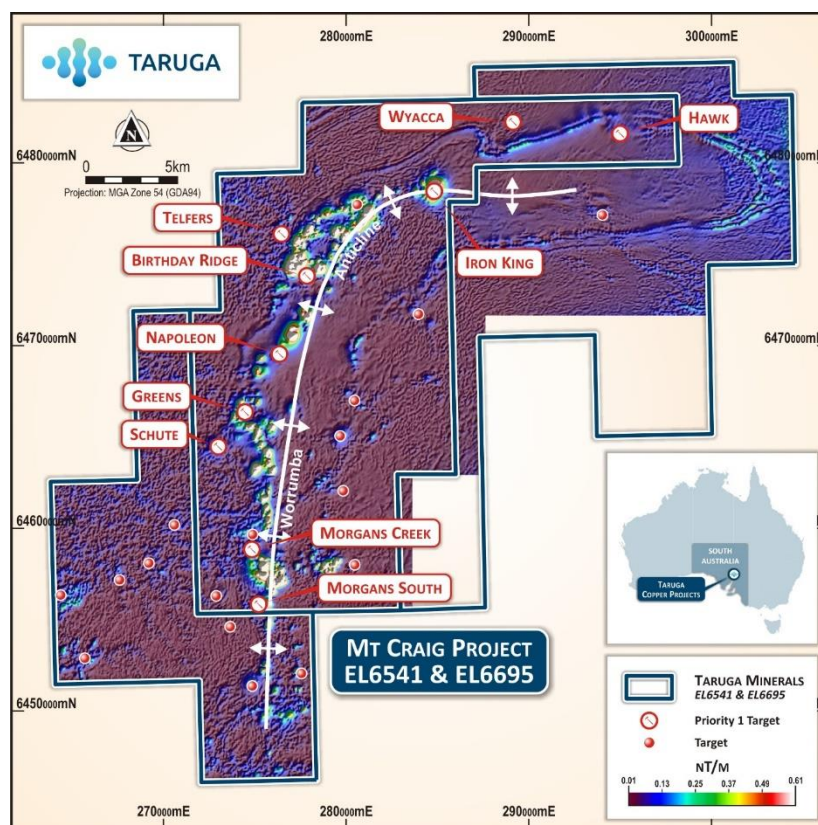 280000mE
290000mE
300000mE
TARUGA
N
0
5km
Projection: MGA Zone 54 (GDA94)
6480000mN
6480000mN
WYACCA
HAWK
TELFERS
BIRTHDAY RIDGE
IRON KING
Anticline
6470000mN
6470000mN
NAPOLEON
GREENS
SCHUTE
Worrumba
6460000mN
MORGANS CREEK
MORGANS SOUTH
SOUTH
AUSTRALIA
TARUGA
COPPER PROJECTS
MT CRAIG PROJECT
EL6541 & EL6695
6450000mN
TARUGA MINERALS
EL6541 & EL6695
Priority 1 Target
Target
NT/M
0.01 0.13 0.25 0.37 0.49 0.61
270000mE
280000mE
290000mE